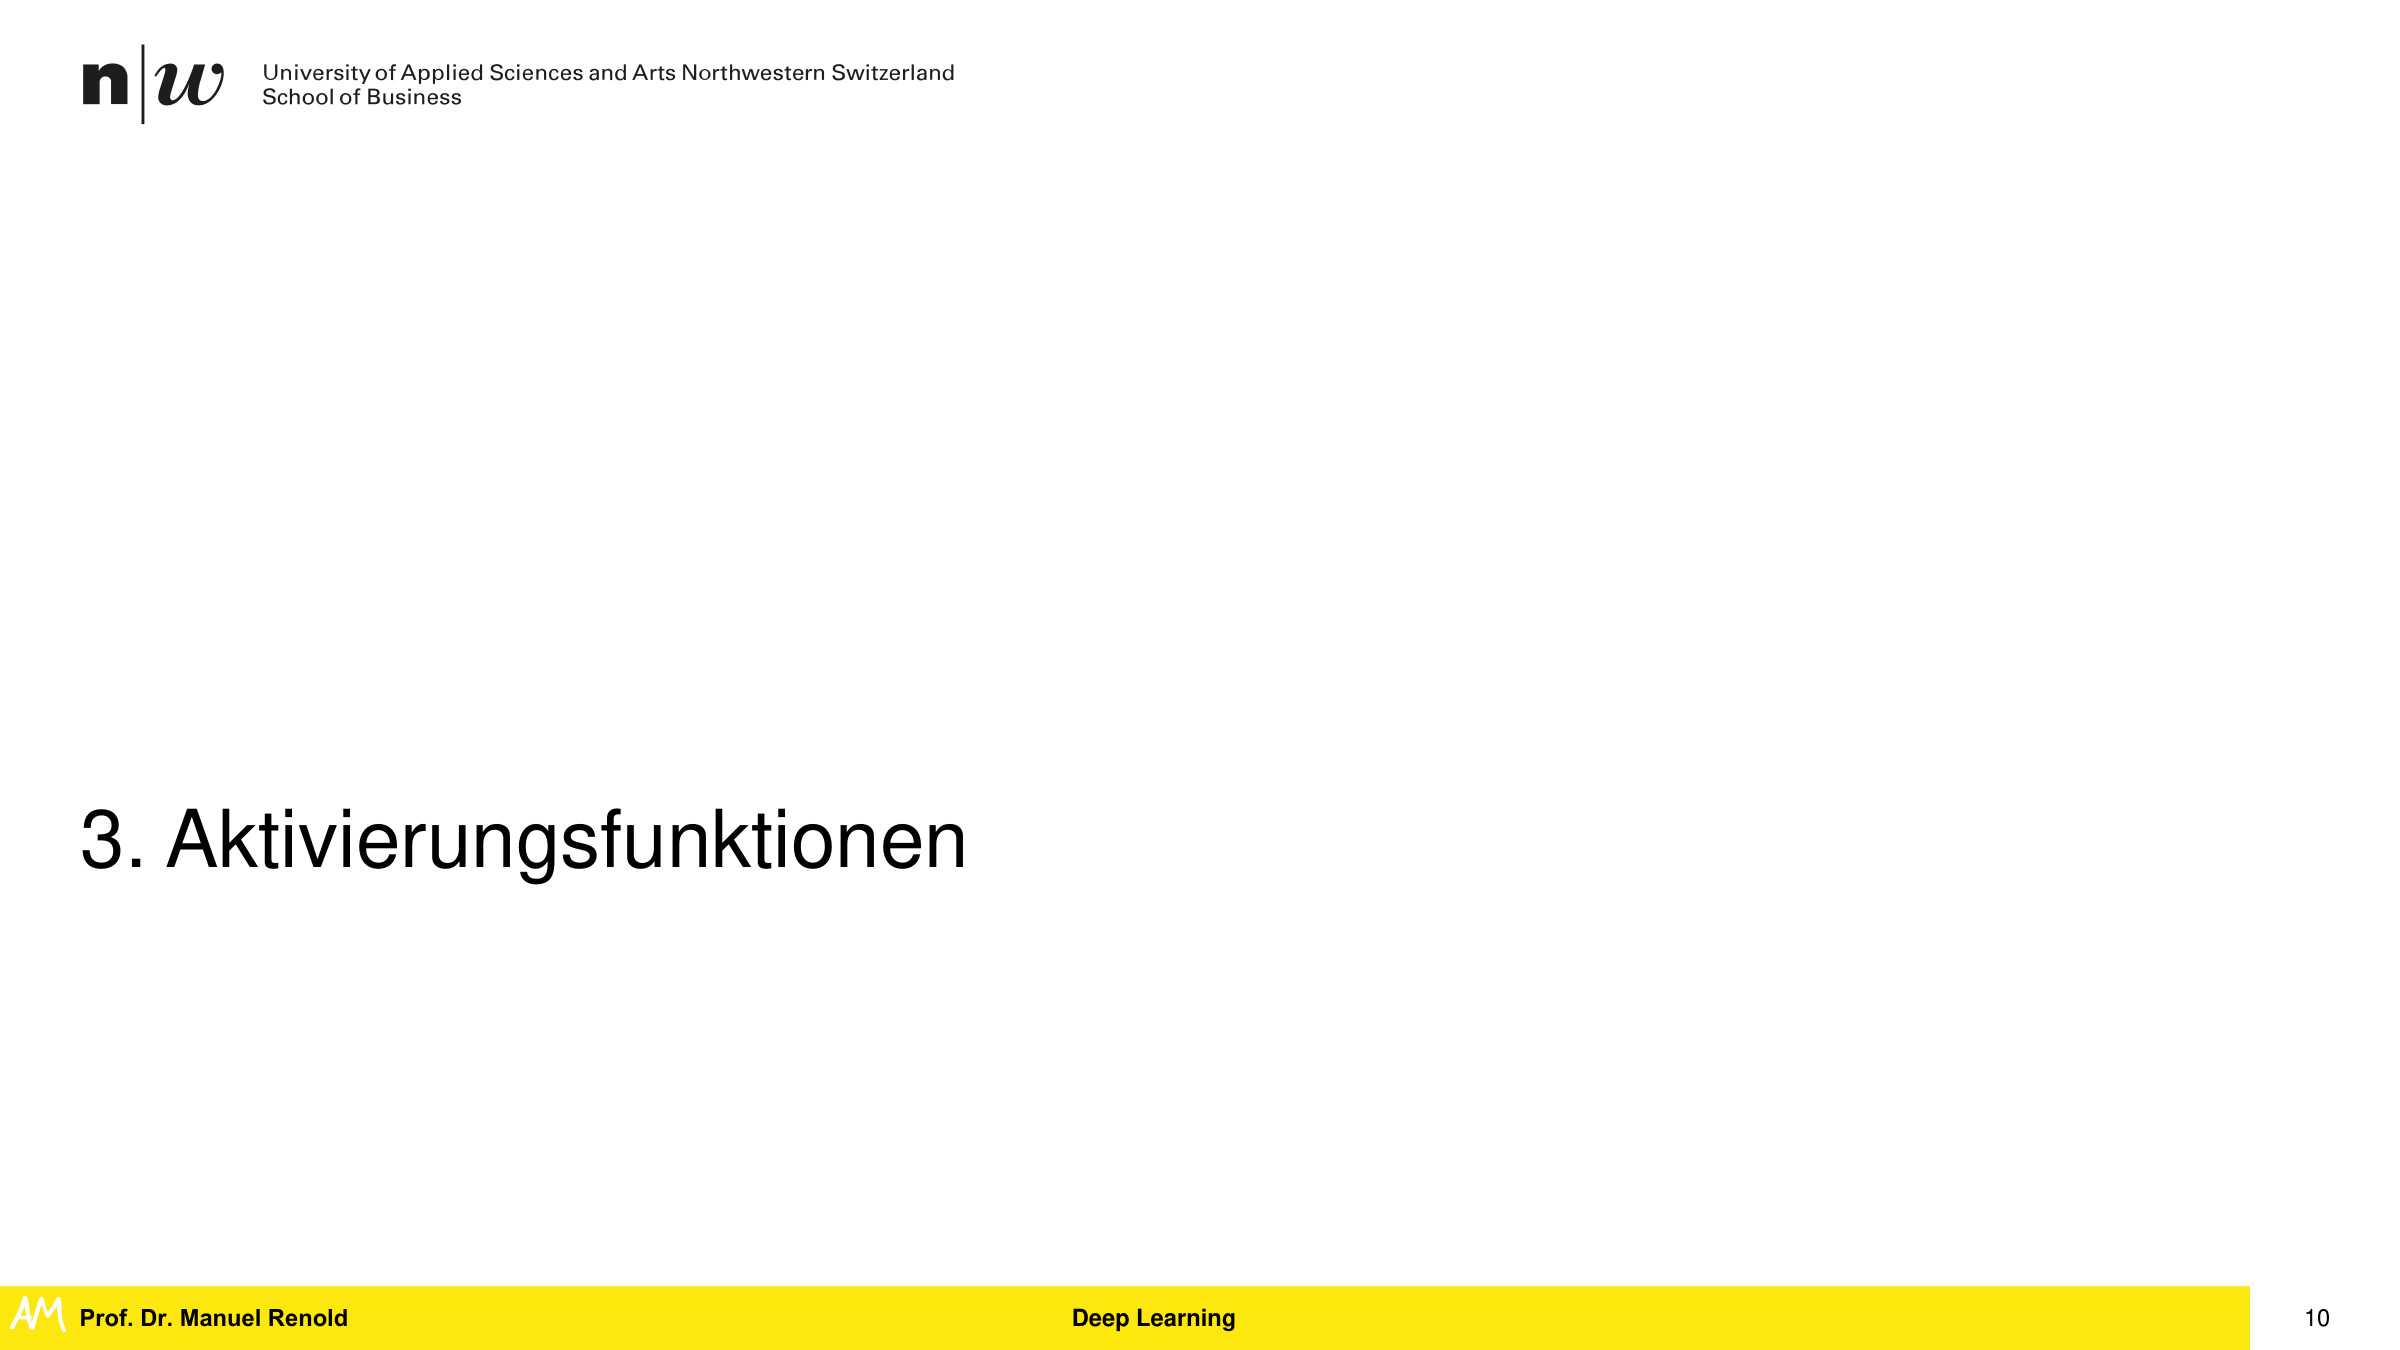 n|w
University of Applied Sciences and Arts Northwestern Switzerland
School of Business
3. Aktivierungsfunktionen
AM
Prof. Dr. Manuel Renold
Deep Learning
10